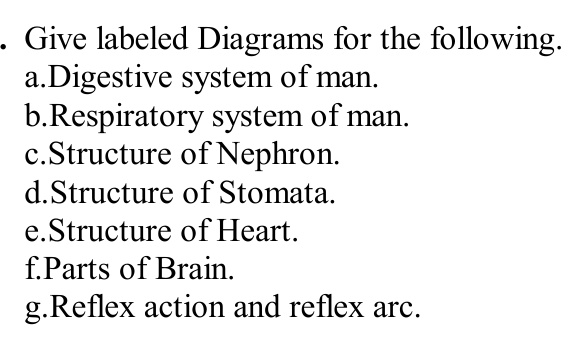 . Give labeled Diagrams for the following.
a.Digestive system of man.
b.Respiratory system of man.
c.Structure of Nephron.
d.Structure of Stomata.
e.Structure of Heart.
f.Parts of Brain.
g.Reflex action and reflex arc.